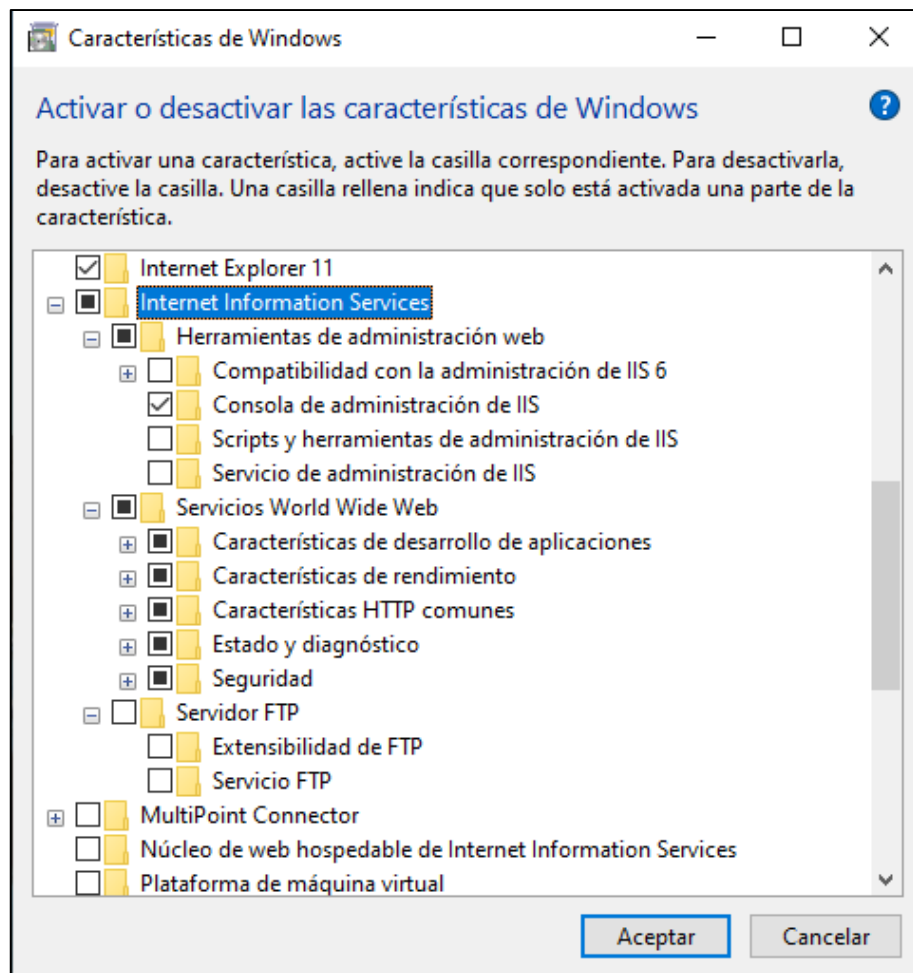 Características de Windows
Activar o desactivar las características de Windows
Para activar una característica, active la casilla correspondiente. Para desactivarla,
desactive la casilla. Una casilla rellena indica que solo está activada una parte de la
característica.
Internet Explorer 11
Internet Information Services
Herramientas de administración web
Compatibilidad con la administración de IIS 6
Consola de administración de IIS
Scripts y herramientas de administración de IIS
Servicio de administración de IIS
Servicios World Wide Web
Características de desarrollo de aplicaciones
Características de rendimiento
Características HTTP comunes
Estado y diagnóstico
Seguridad
Servidor FTP
Extensibilidad de FTP
Servicio FTP
MultiPoint Connector
Núcleo de web hospedable de Internet Information Services
Plataforma de máquina virtual
Aceptar Cancelar